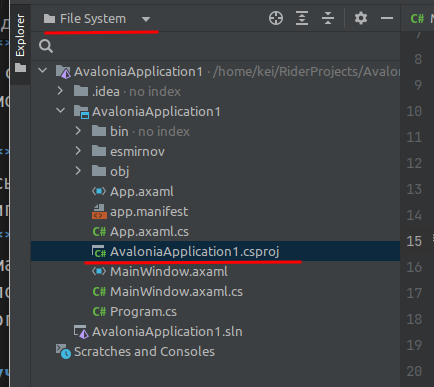 File System
Explorer
AvaloniaApplication1 · /home/kei/RiderProjects/Avalo
.idea · no index
AvaloniaApplication1
bin · no index
esmirnov
obj
App.axaml
app.manifest
C# App.axaml.cs
C# AvaloniaApplication1.csproj
MainWindow.axaml
C# MainWindow.axaml.cs
C# Program.cs
AvaloniaApplication1.sln
Scratches and Consoles
C#
7
8
9
10
11
12
13
14
15
16
17
18
19
20